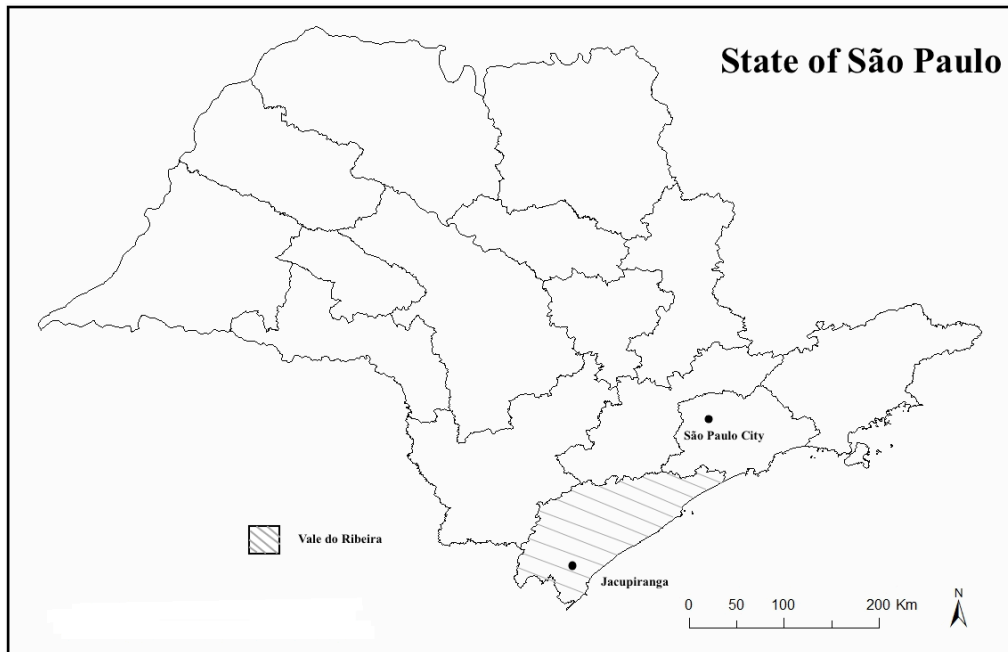 State of São Paulo
São Paulo City
Vale do Ribeira
Jacupiranga
N
0 50 100 200 Km